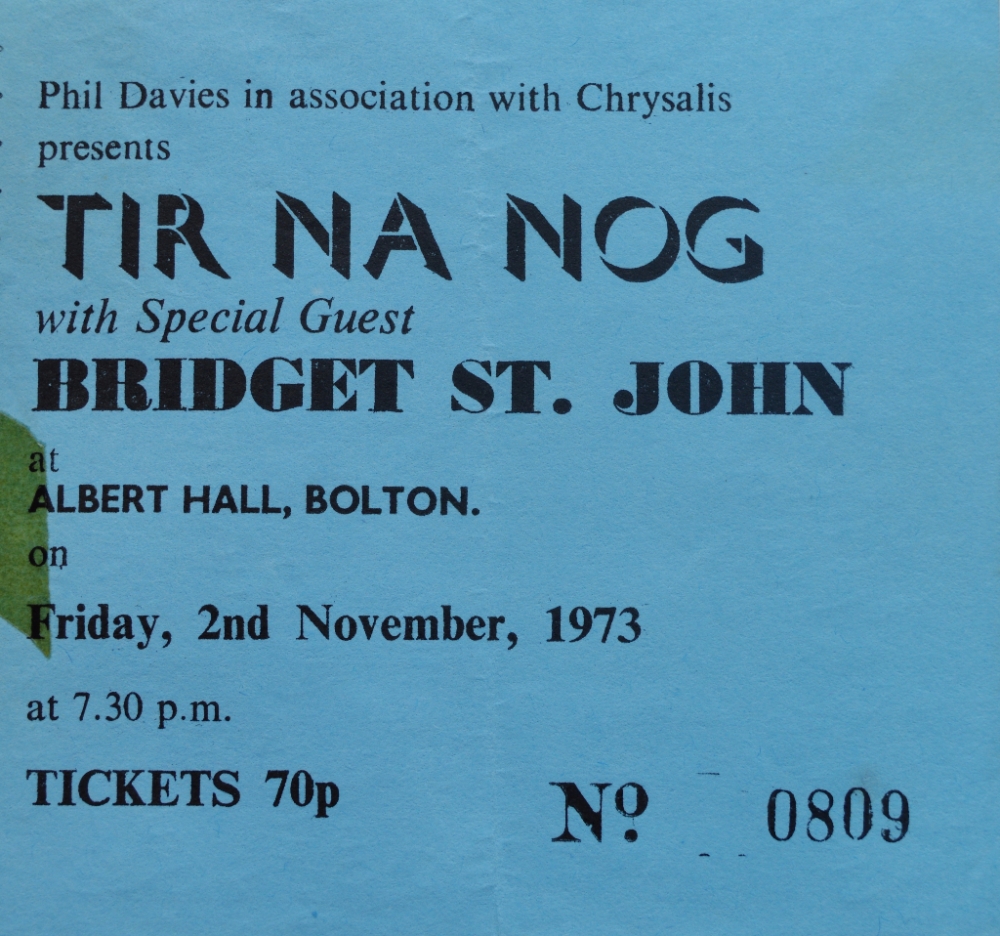 Phil Davies in association with Chrysalis
presents
TIR NA NOG
with Special Guest
BRIDGET ST. JOHN
at
ALBERT HALL, BOLTON.
on
Friday, 2nd November, 1973
at 7.30 p.m.
TICKETS 70p
Nº 0809